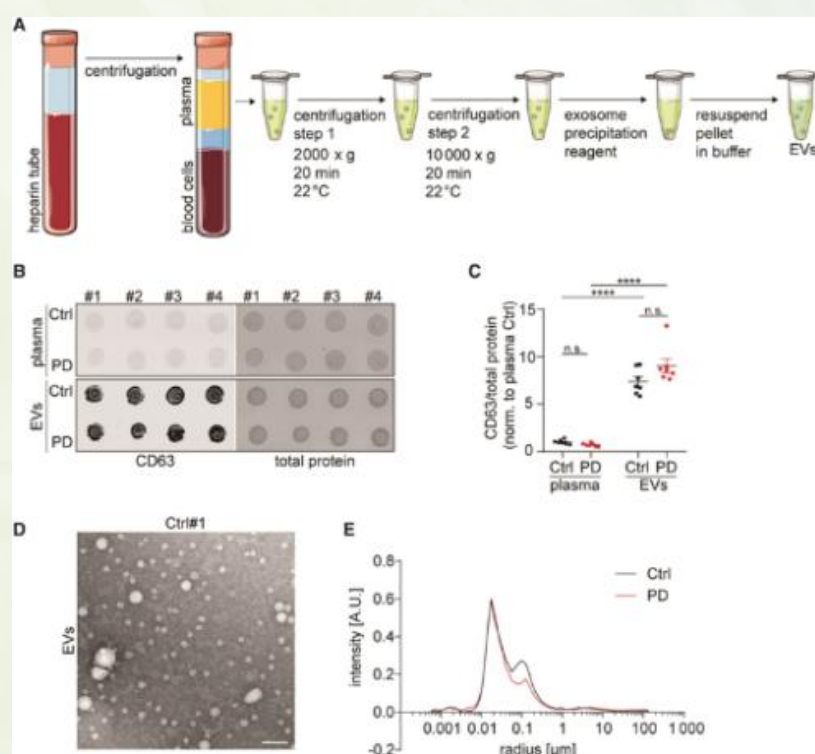 A
centrifugation
heparin tube
plasma
blood cells
centrifugation
step 1
2000 x g
20 min
22°C
centrifugation
step 2
10000 x g
20 min
22°C
exosome
precipitation
reagent
resuspend
pellet
in buffer
EVs
B
#1 #2 #3 #4 #1 #2 #3 #4
plasma
Ctrl
PD
EVs
Ctrl
PD
CD63 total protein
C
CD63/total protein
(norm. to plasma Ctrl)
15
10
5
0
****
****
n.s.
n.s.
Ctrl PD Ctrl PD
plasma EVs
D
Ctrl#1
EVs
E
intensity [A.U.]
0.8
0.6
0.4
0.2
0.0
-0.2
Ctrl
PD
0.001 0.01 0.1 1 10 100 1000
radius [µm]